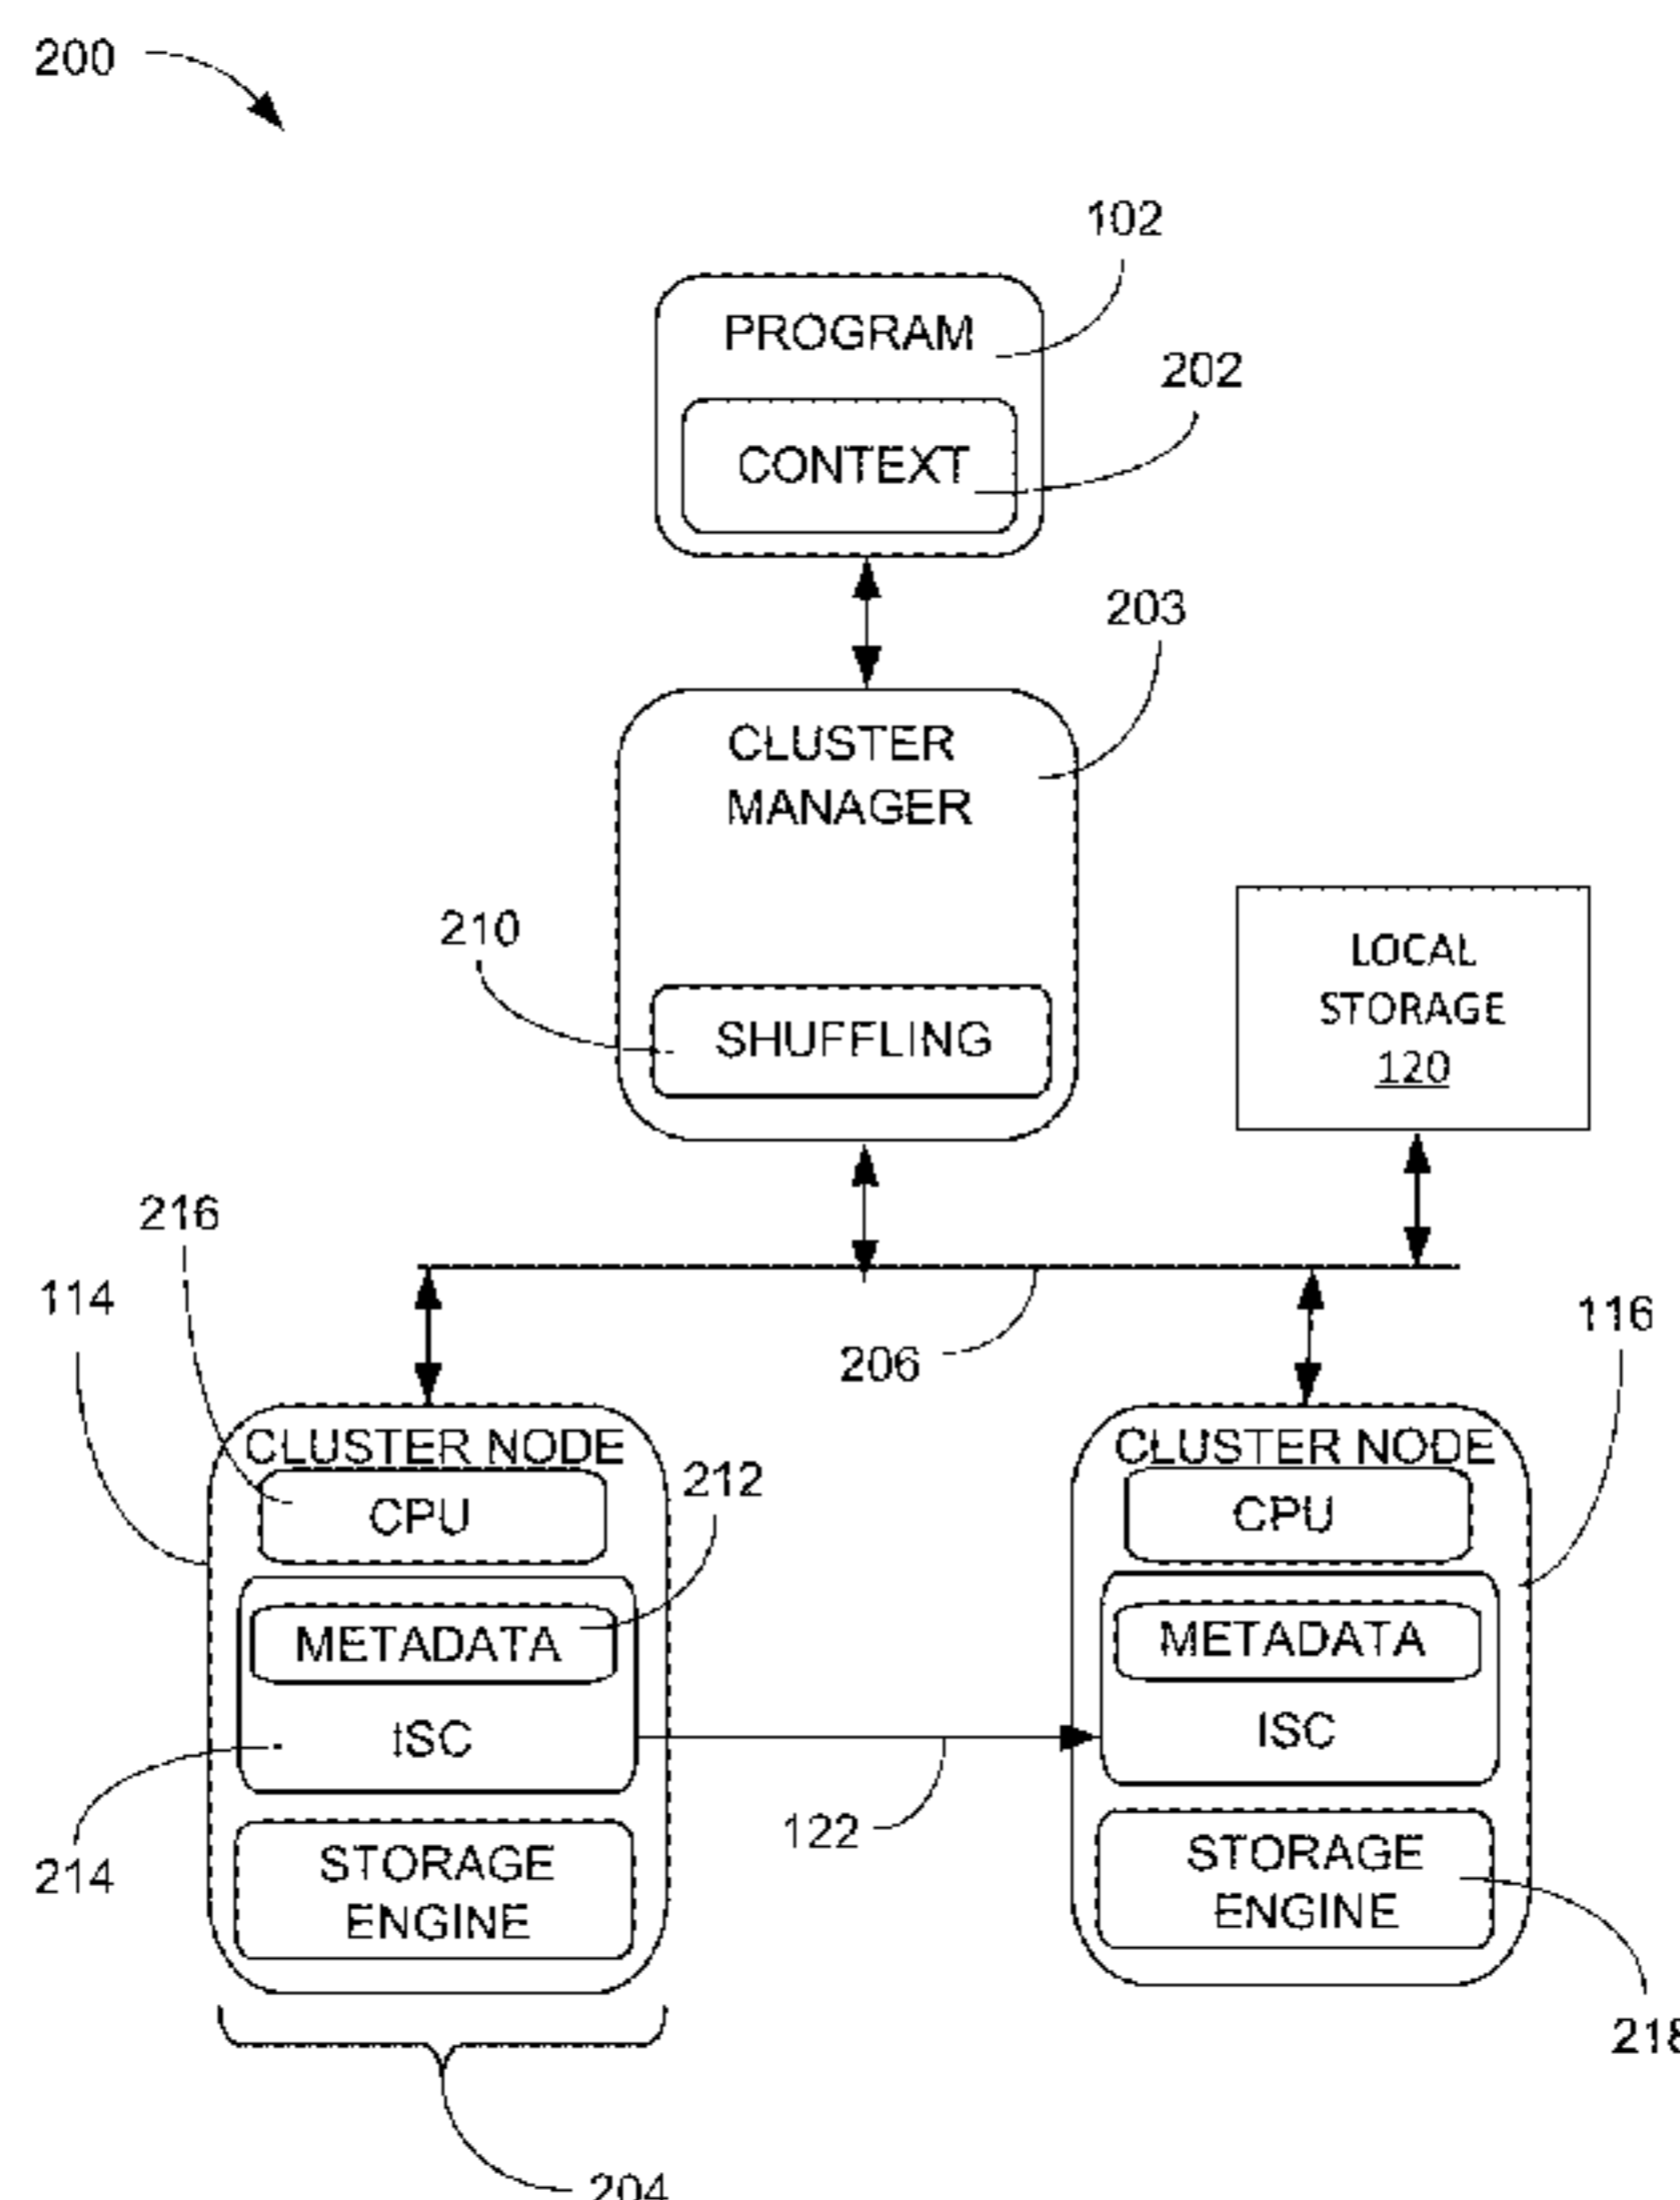 200
102
PROGRAM
202
CONTEXT
203
CLUSTER
MANAGER
210
SHUFFLING
LOCAL
STORAGE
120
216
114
206
116
CLUSTER NODE
CPU
212
METADATA
ISC
214
STORAGE
ENGINE
204
122
CLUSTER NODE
CPU
METADATA
ISC
STORAGE
ENGINE
218